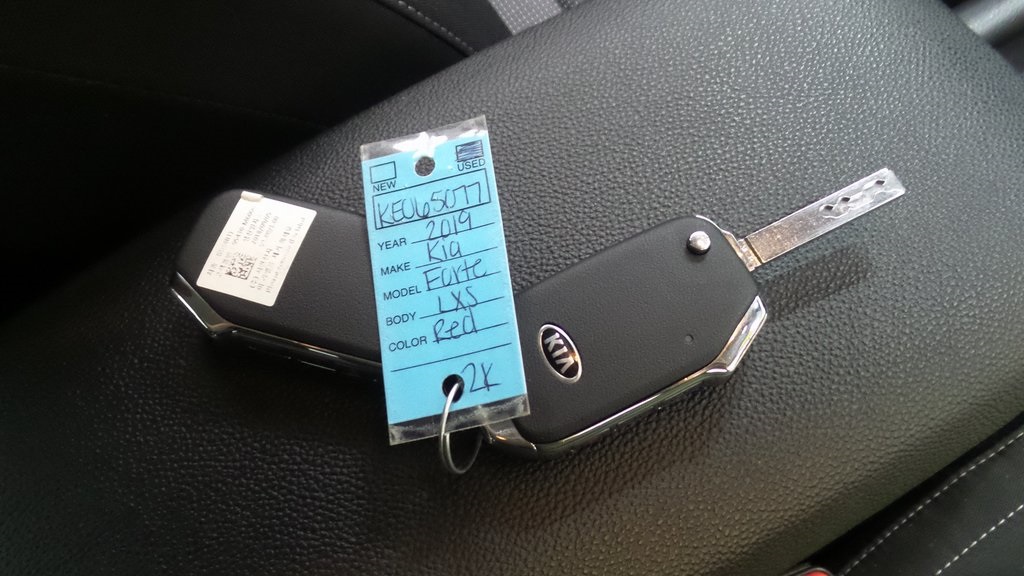 NEW USED
KE065077
YEAR 2019
MAKE Kia
MODEL Forte
BODY LXS
COLOR Red
2K
KIA